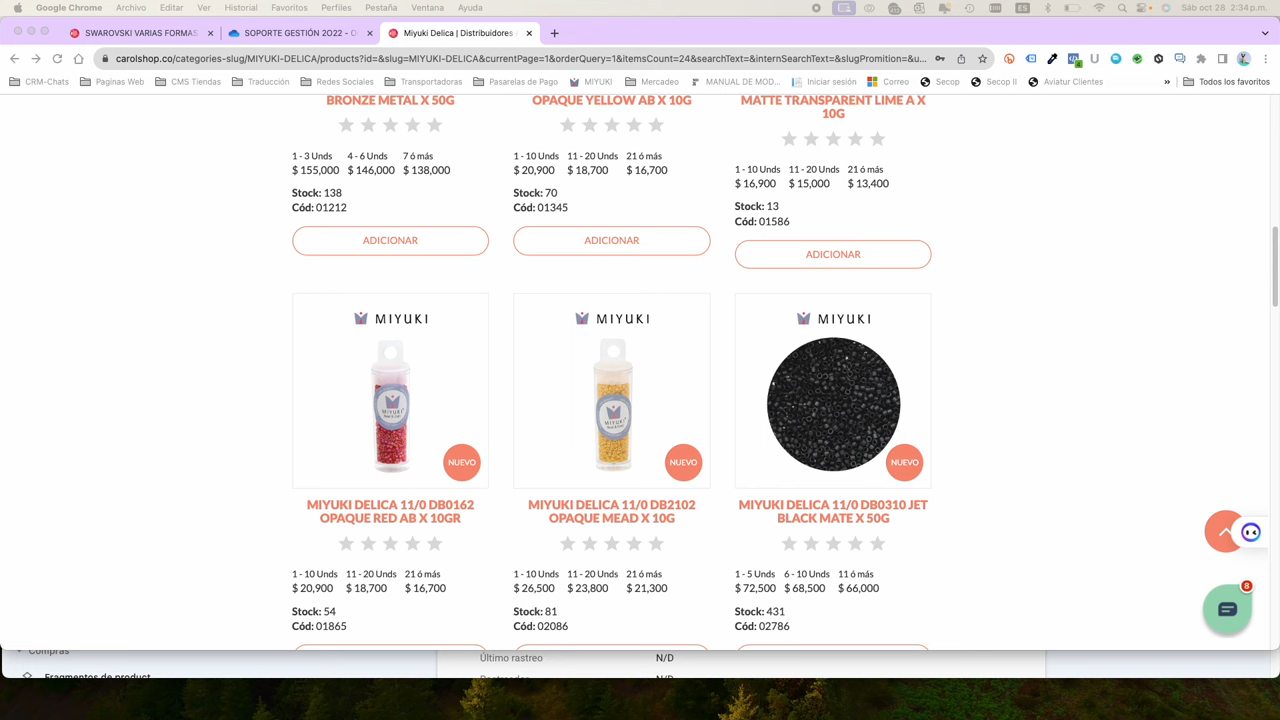 Google Chrome Archivo Editar Ver Historial Favoritos Perfiles Pestaña Ventana Ayuda ES Sáb oct 28 2:34 p.m.
SWAROVSKI VARIAS FORMAS SOPORTE GESTIÓN 2022 - O Miyuki Delica | Distribuidores
carolshop.co/categories-slug/MIYUKI-DELICA/products?id=&slug=MIYUKI-DELICA&currentPage=1&orderQuery=1&itemsCount=24&searchText=&internSearchText=&slugPromition=&u...
CRM-Chats Paginas Web CMS Tiendas Traducción Redes Sociales Transportadoras Pasarelas de Pago MIYUKI Mercadeo MANUAL DE MOD... Iniciar sesión Correo Secop Secop II Aviatur Clientes » Todos los favoritos
BRONZE METAL X 50G OPAQUE YELLOW AB X 10G MATTE TRANSPARENT LIME A X
10G
1 - 3 Unds 4 - 6 Unds 7 ó más 1 - 10 Unds 11 - 20 Unds 21 ó más
$ 155,000 $ 146,000 $ 138,000 $ 20,900 $ 18,700 $ 16,700
1 - 10 Unds 11 - 20 Unds 21 ó más
$ 16,900 $ 15,000 $ 13,400
Stock: 138 Stock: 70
Cód: 01212 Cód: 01345
Stock: 13
Cód: 01586
ADICIONAR ADICIONAR
ADICIONAR
MIYUKI MIYUKI MIYUKI
MIYUKI MIYUKI
NUEVO NUEVO NUEVO
MIYUKI DELICA 11/0 DB0162 MIYUKI DELICA 11/0 DB2102 MIYUKI DELICA 11/0 DB0310 JET
OPAQUE RED AB X 10GR OPAQUE MEAD X 10G BLACK MATE X 50G
1 - 10 Unds 11 - 20 Unds 21 ó más 1 - 10 Unds 11 - 20 Unds 21 ó más 1 - 5 Unds 6 - 10 Unds 11 ó más
$ 20,900 $ 18,700 $ 16,700 $ 26,500 $ 23,800 $ 21,300 $ 72,500 $ 68,500 $ 66,000
8
Stock: 54 Stock: 81 Stock: 431
Cód: 01865 Cód: 02086 Cód: 02786
Compras Último rastreo N/D
Fragmentos de product